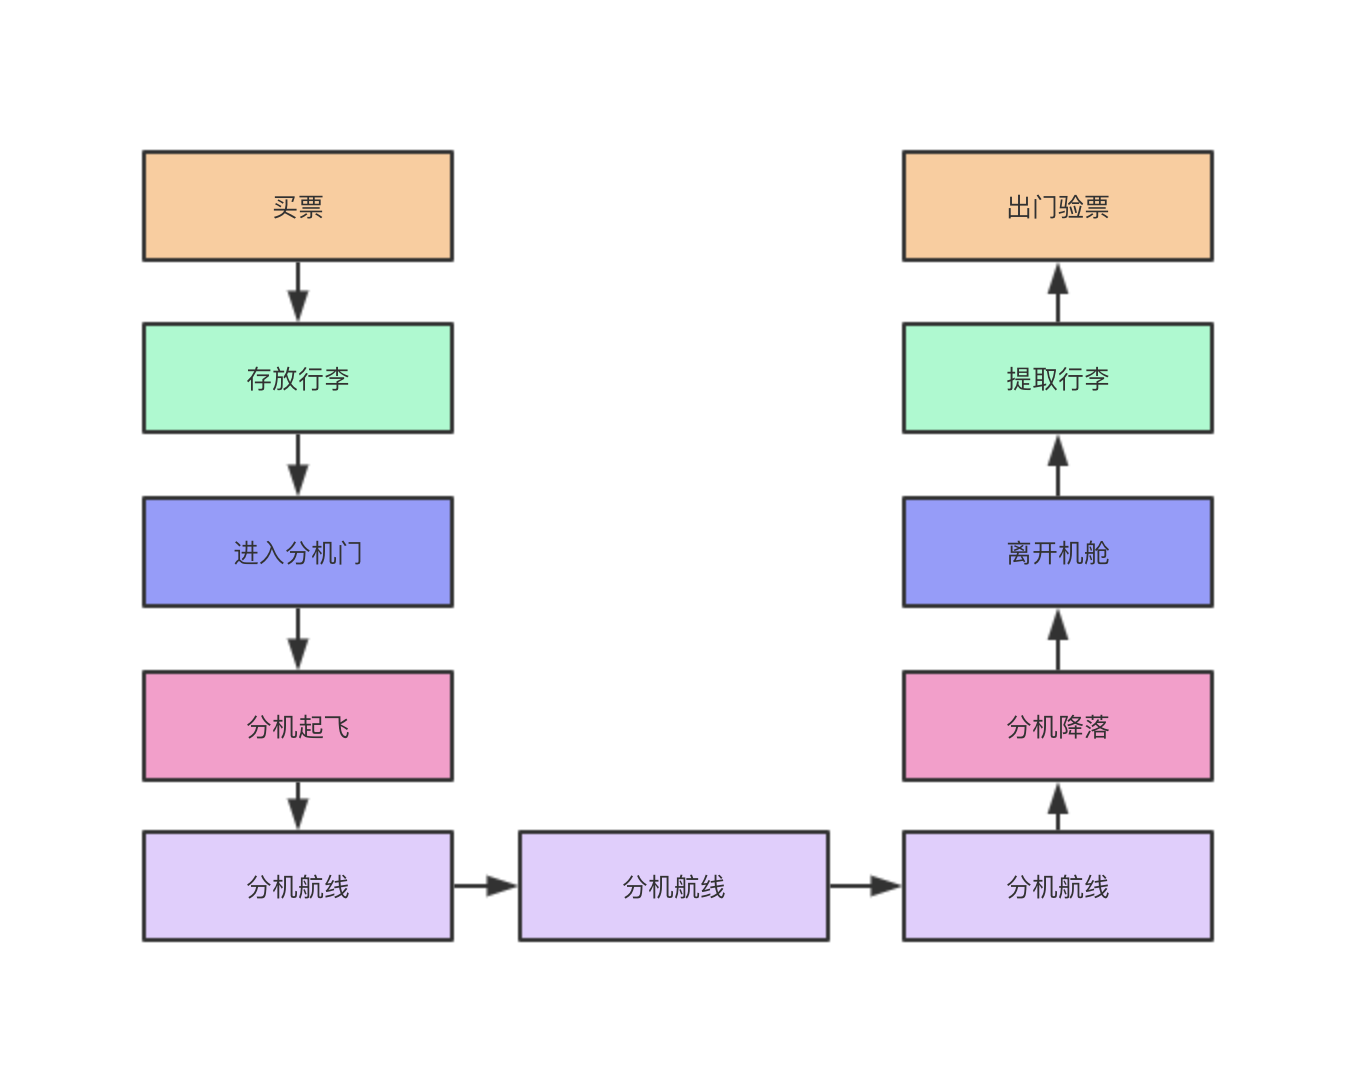 买票
存放行李
进入分机门
分机起飞
分机航线
分机航线
分机航线
分机降落
离开机舱
提取行李
出门验票